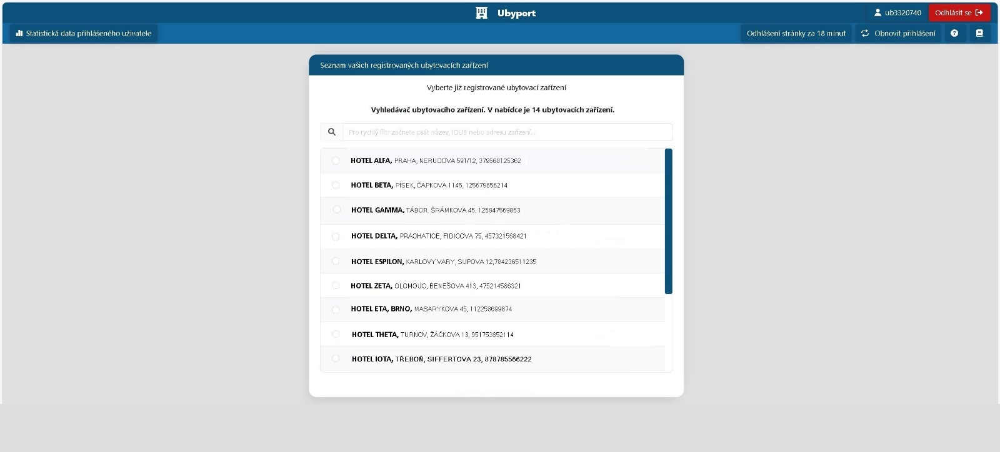 Ubyport
ub3320740
Odhlásit se
Statistická data přihlášeného uživatele
Odhlášení stránky za 18 minut
Obnovit přihlášení
Seznam vašich registrovaných ubytovacích zařízení
Vyberte již registrované ubytovací zařízení
Vyhledávač ubytovacího zařízení. V nabídce je 14 ubytovacích zařízení.
Pro rychlý filtr začnete psát název, IDUB nebo adresu zařízení...
HOTEL ALFA, PRAHA, NERUDOVA 591/12, 379568125362
HOTEL BETA, PÍSEK, ČAPKOVA 1145, 125679656214
HOTEL GAMMA, TÁBOR, ŠRÁMKOVA 45, 125847569853
HOTEL DELTA, PRACHATICE, FIDICOVA 75, 457321568421
HOTEL ESPILON, KARLOVY VARY, SUPOVA 12,784236511235
HOTEL ZETA, OLOMOUC, BENEŠOVA 413, 475214586321
HOTEL ETA, BRNO, MASARYKOVA 45, 112258699874
HOTEL THETA, TURNOV, ŽÁČKOVA 13, 951753852114
HOTEL IOTA, TŘEBOŇ, SIFFERTOVA 23, 878785566222